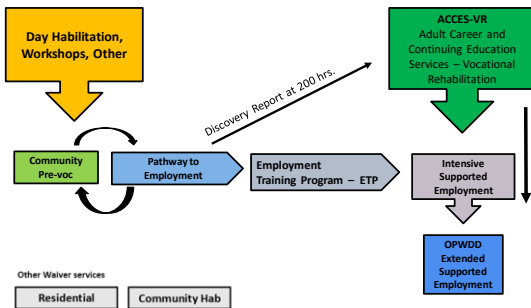 Day Habilitation,
Workshops, Other
ACCES-VR
Adult Career and
Continuing Education
Services – Vocational
Rehabilitation
Discovery Report at 200 hrs.
Community
Pre-voc
Pathway to
Employment
Employment
Training Program – ETP
Intensive
Supported
Employment
OPWDD
Extended
Supported
Employment
Other Waiver services
Residential
Community Hab